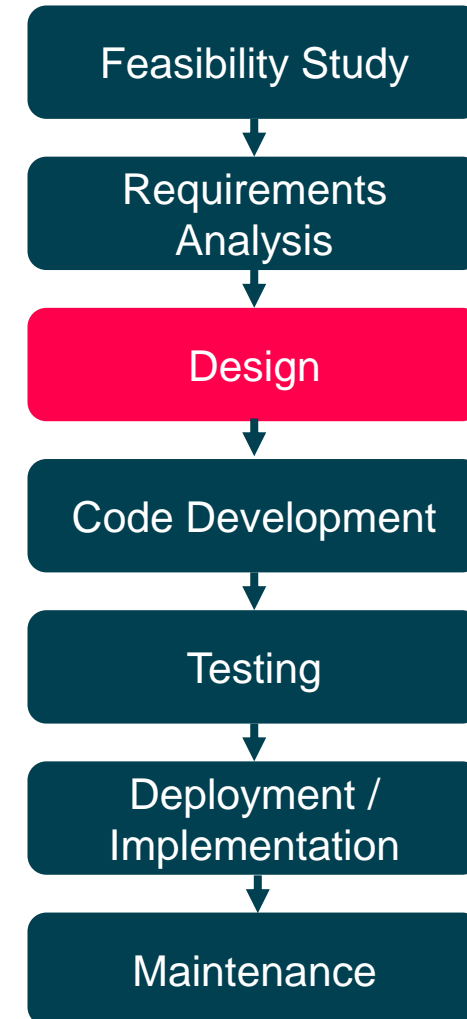 Feasibility Study
Requirements
Analysis
Design
Code Development
Testing
Deployment /
Implementation
Maintenance